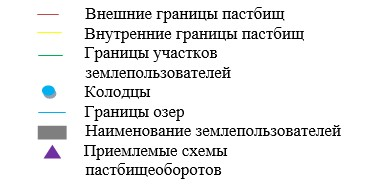 Внешние границы пастбищ
Внутренние границы пастбищ
Границы участков
землепользователей
Колодцы
Границы озер
Наименование землепользователей
Приемлемые схемы
пастбищеоборотов